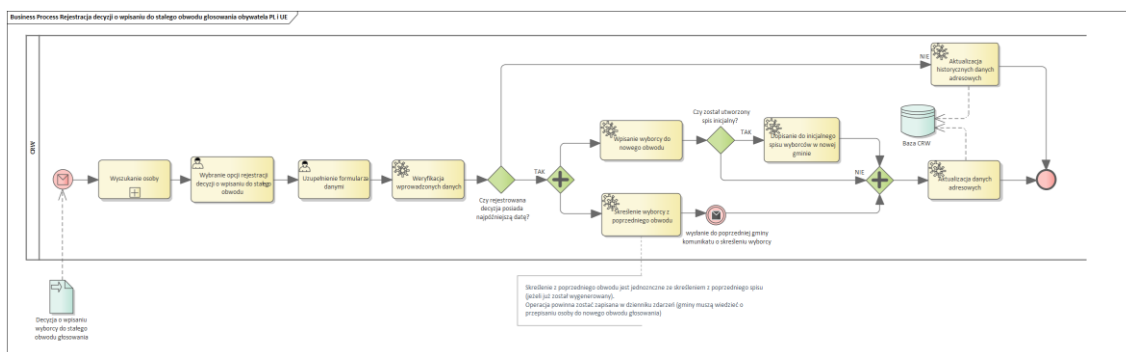 Business Process Rejestracja decyzji o wpisaniu do stałego obwodu głosowania obywatela PL i UE
CRW
Wyszukanie osoby
Wybranie opcji rejestracji
decyzji o wpisaniu do stałego
obwodu
Uzupełnienie formularza
danymi
Weryfikacja
wprowadzonych danych
Czy rejestrowana
decyzja posiada
najpóźniejszą datę?
TAK
NIE
Wpisanie wyborcy do
nowego obwodu
Czy został utworzony
spis inicjalny?
TAK
NIE
Dopisanie do inicjalnego
spisu wyborców w nowej
gminie
Skreślenie wyborcy z
poprzedniego obwodu
wysłanie do poprzedniej gminy
komunikatu o skreśleniu wyborcy
Aktualizacja
historycznych danych
adresowych
Baza CRW
Aktualizacja danych
adresowych
Decyzja o wpisaniu
wyborcy do stałego
obwodu głosowania
Skreślenie z poprzedniego obwodu jest jednoznczne ze skreśleniem z poprzedniego spisu
(jeżeli już został wygenerowany).
Operacja powinna zostać zapisana w dzienniku zdarzeń (gminy muszą wiedzieć o
przepisaniu osoby do nowego obwodu głosowania)